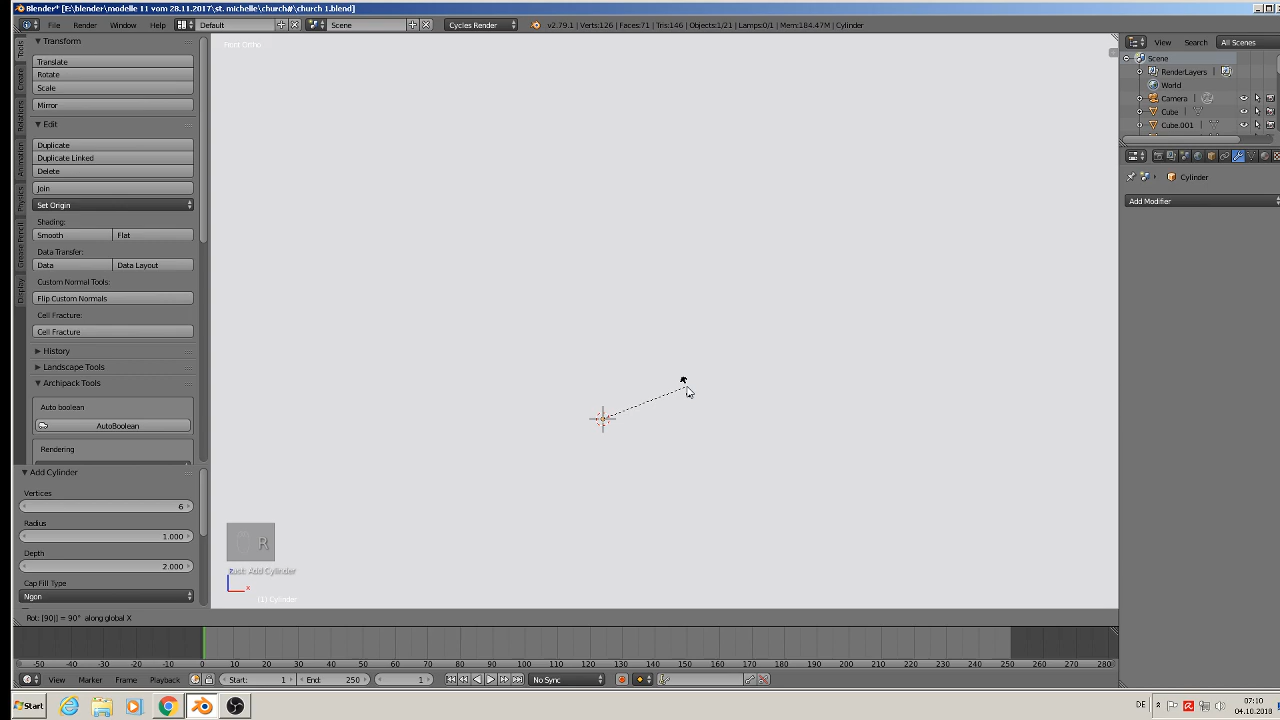 Blender* [E:\blender\modelle 11 vom 28.11.2017\st. michelle\church#\church 1.blend]
File Render Window Help Default Scene Cycles Render v2.79.1 | Verts:126 | Faces:71 | Tris:146 | Objects:1/21 | Lamps:0/1 | Mem:184.47M | Cylinder
Tools
Create
Relations
Animation
Physics
Grease Pencil
Display
Transform
Translate
Rotate
Scale
Mirror
Edit
Duplicate
Duplicate Linked
Delete
Join
Set Origin
Shading:
Smooth Flat
Data Transfer:
Data Data Layout
Custom Normal Tools:
Flip Custom Normals
Cell Fracture:
Cell Fracture
History
Landscape Tools
Archipack Tools
Auto boolean
AutoBoolean
Rendering
Add Cylinder
Vertices
6
Radius
1.000
Depth
2.000
Cap Fill Type
Ngon
Front Ortho
R
Last: Add Cylinder
z
x
(1) Cylinder
View Search All Scenes
Scene
RenderLayers
World
Camera
Cube
Cube.001
Cylinder
Add Modifier
Rot: [90|] = 90° along global X
-50 -40 -30 -20 -10 0 10 20 30 40 50 60 70 80 90 100 110 120 130 140 150 160 170 180 190 200 210 220 230 240 250 260 270 280
View Marker Frame Playback Start: 1 End: 250 1 No Sync
Start DE 07:10
04.10.2018